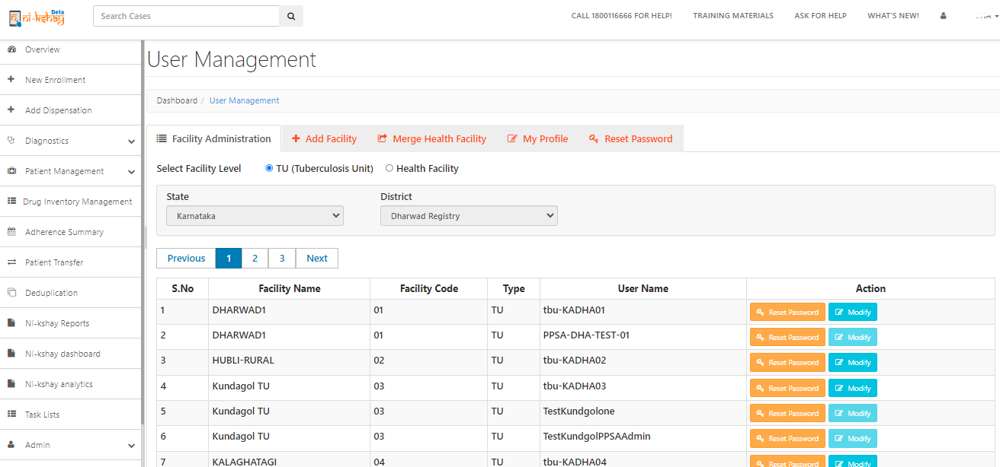 ni-kshay Beta
Search Cases
CALL 1800116666 FOR HELP! TRAINING MATERIALS ASK FOR HELP WHAT'S NEW!
Overview
New Enrollment
Add Dispensation
Diagnostics
Patient Management
Drug Inventory Management
Adherence Summary
Patient Transfer
Deduplication
Ni-kshay Reports
Ni-kshay dashboard
Ni-kshay analytics
Task Lists
Admin
User Management
Dashboard / User Management
Facility Administration Add Facility Merge Health Facility My Profile Reset Password
Select Facility Level TU (Tuberculosis Unit) Health Facility
State District
Karnataka Dharwad Registry
Previous 1 2 3 Next
S.No Facility Name Facility Code Type User Name Action
1 DHARWAD1 01 TU tbu-KADHA01 Reset Password Modify
2 DHARWAD1 01 TU PPSA-DHA-TEST-01 Reset Password Modify
3 HUBLI-RURAL 02 TU tbu-KADHA02 Reset Password Modify
4 Kundagol TU 03 TU tbu-KADHA03 Reset Password Modify
5 Kundagol TU 03 TU TestKundgolone Reset Password Modify
6 Kundagol TU 03 TU TestKundgolPPSAAdmin Reset Password Modify
7 KALAGHATAGI 04 TU tbu-KADHA04 Reset Password Modify